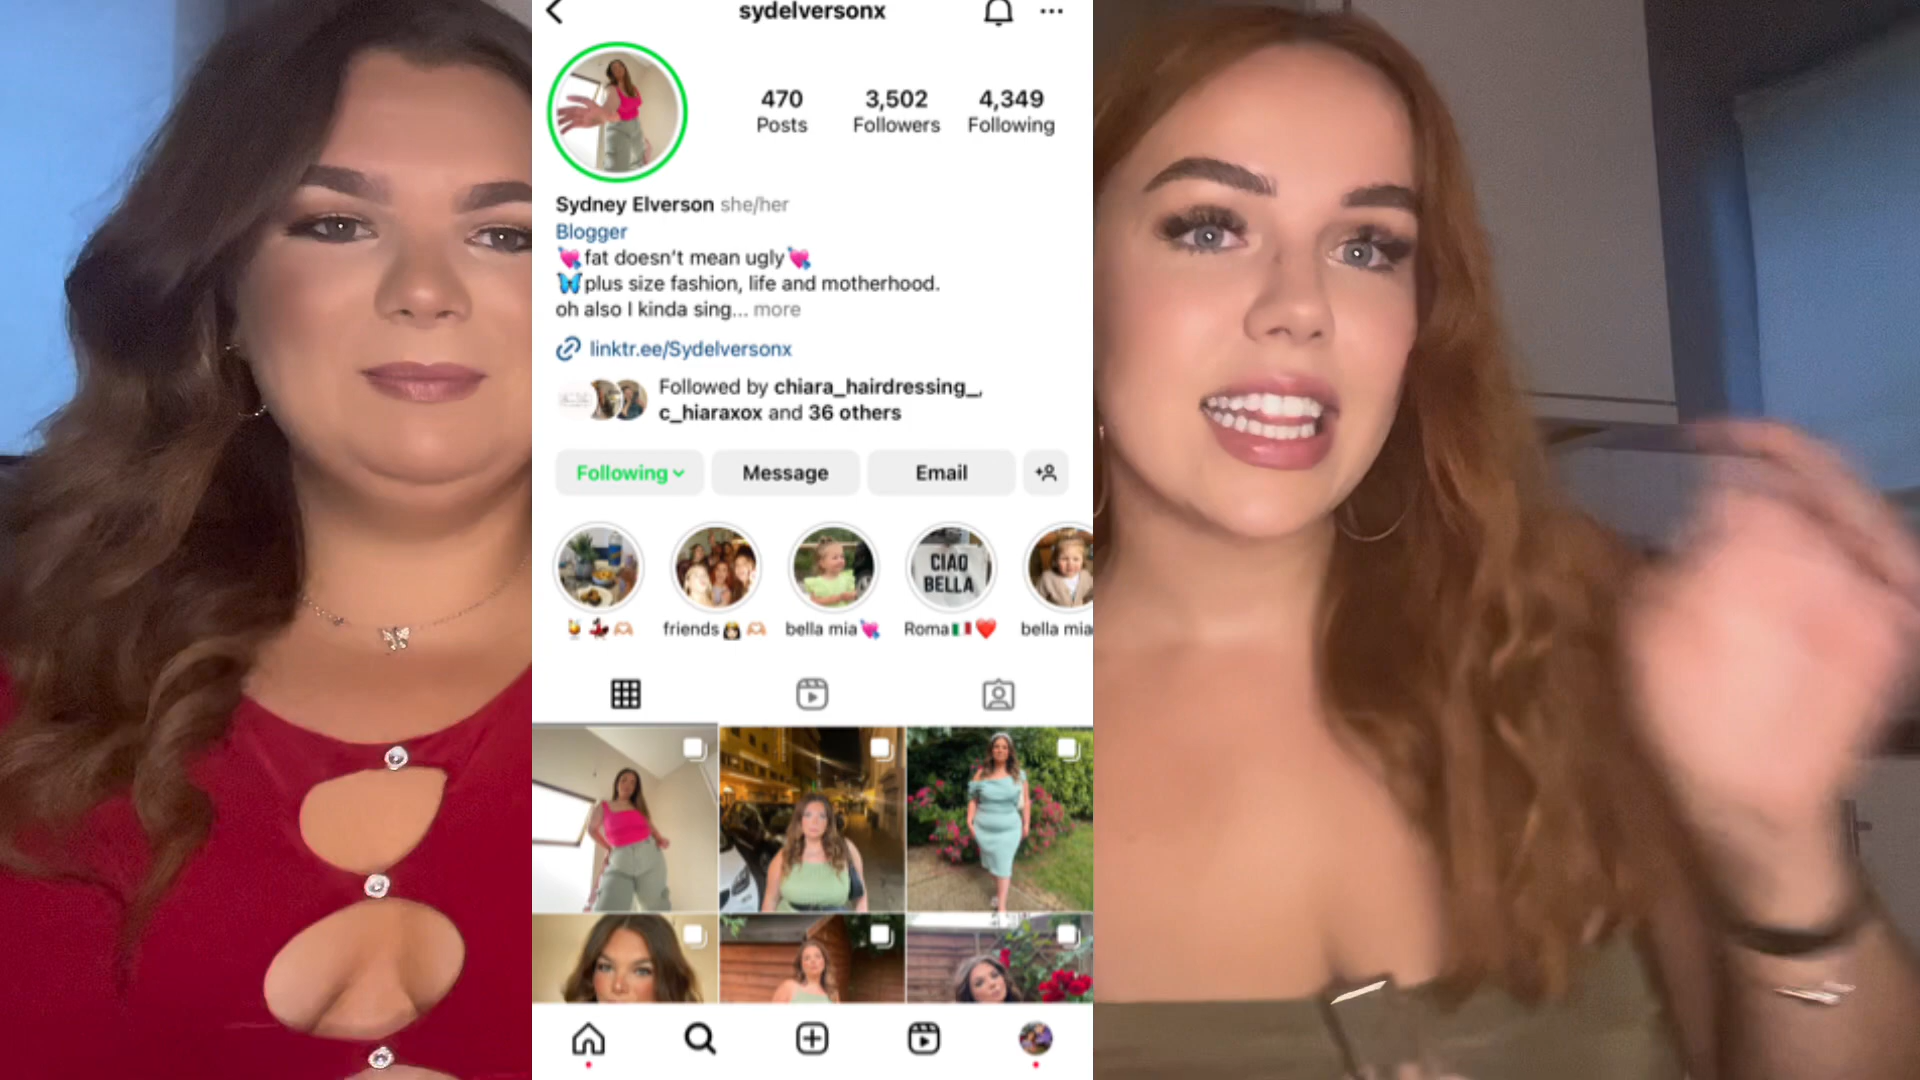 sydelversonx
470
Posts
3,502
Followers
4,349
Following
Sydney Elverson she/her
Blogger
💘fat doesn't mean ugly💘
🦋plus size fashion, life and motherhood.
oh also I kinda sing... more
linktr.ee/Sydelversonx
Followed by chiara_hairdressing_,
c_hiaraxox and 36 others
Following
Message
Email
CIAO
BELLA
friends
bella mia💘
Roma🇮🇹❤️
bella mia